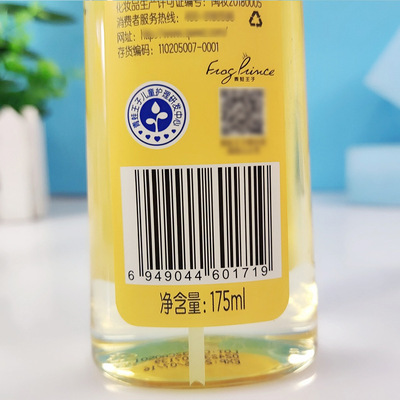 化妆品生产许可证编号:闽妆20160005
消费者服务热线:
网址:
存货编码:110205007-0001
Frog Prince
青蛙王子
青蛙王子儿童护理研发中心
6 949044 601719
净含量:175ml